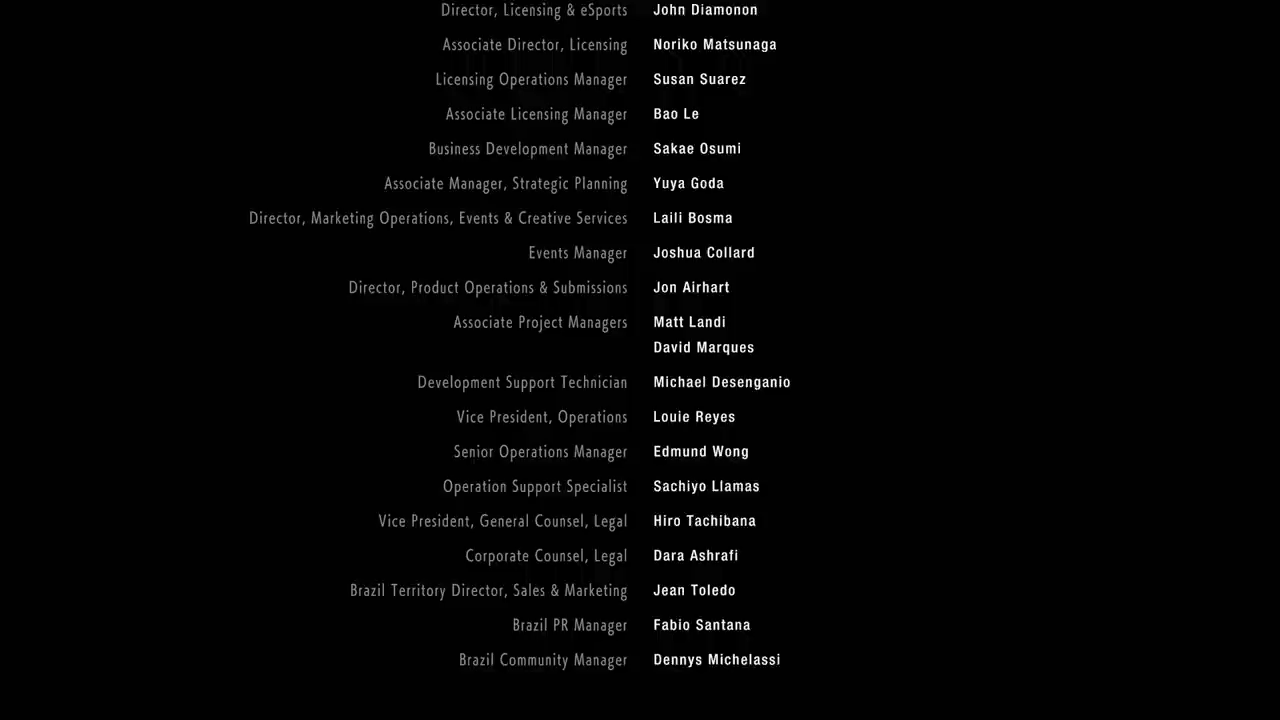 Director, Licensing & eSports John Diamonon
Associate Director, Licensing Noriko Matsunaga
Licensing Operations Manager Susan Suarez
Associate Licensing Manager Bao Le
Business Development Manager Sakae Osumi
Associate Manager, Strategic Planning Yuya Goda
Director, Marketing Operations, Events & Creative Services Laili Bosma
Events Manager Joshua Collard
Director, Product Operations & Submissions Jon Airhart
Associate Project Managers Matt Landi
David Marques
Development Support Technician Michael Desenganio
Vice President, Operations Louie Reyes
Senior Operations Manager Edmund Wong
Operation Support Specialist Sachiyo Llamas
Vice President, General Counsel, Legal Hiro Tachibana
Corporate Counsel, Legal Dara Ashrafi
Brazil Territory Director, Sales & Marketing Jean Toledo
Brazil PR Manager Fabio Santana
Brazil Community Manager Dennys Michelassi